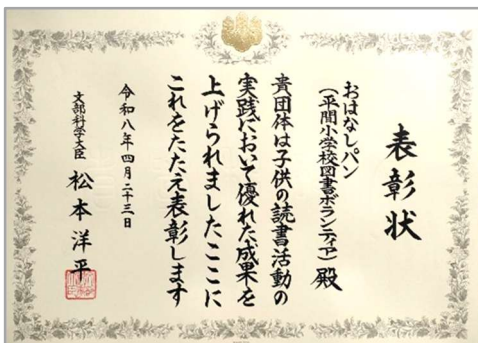 表彰状
おはなしパン
(平間小学校図書ボランティア)殿
貴団体は子供の読書活動の
実践において優れた成果を
上げられましたここに
これをたたえ表彰します
令和八年四月二十三日
文部科学大臣 松本洋平